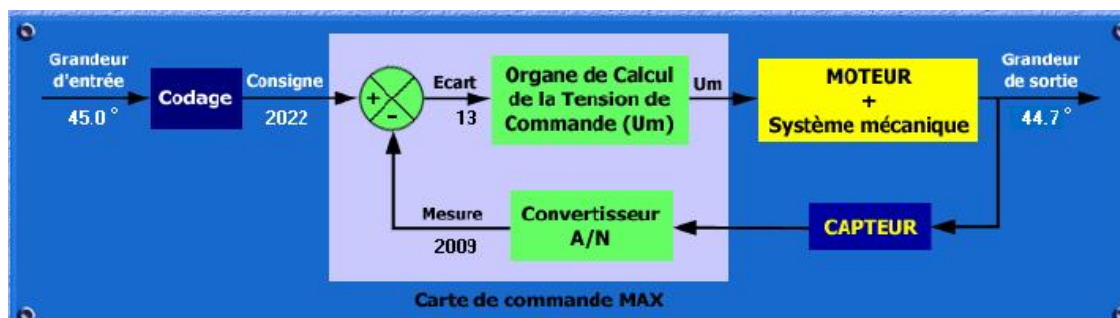 Grandeur
d'entrée
45.0 °
Codage
Consigne
2022
+
-
Ecart
13
Organe de Calcul
de la Tension de
Commande (Um)
Um
MOTEUR
+
Système mécanique
Grandeur
de sortie
44.7 °
Mesure
2009
Convertisseur
A/N
CAPTEUR
Carte de commande MAX